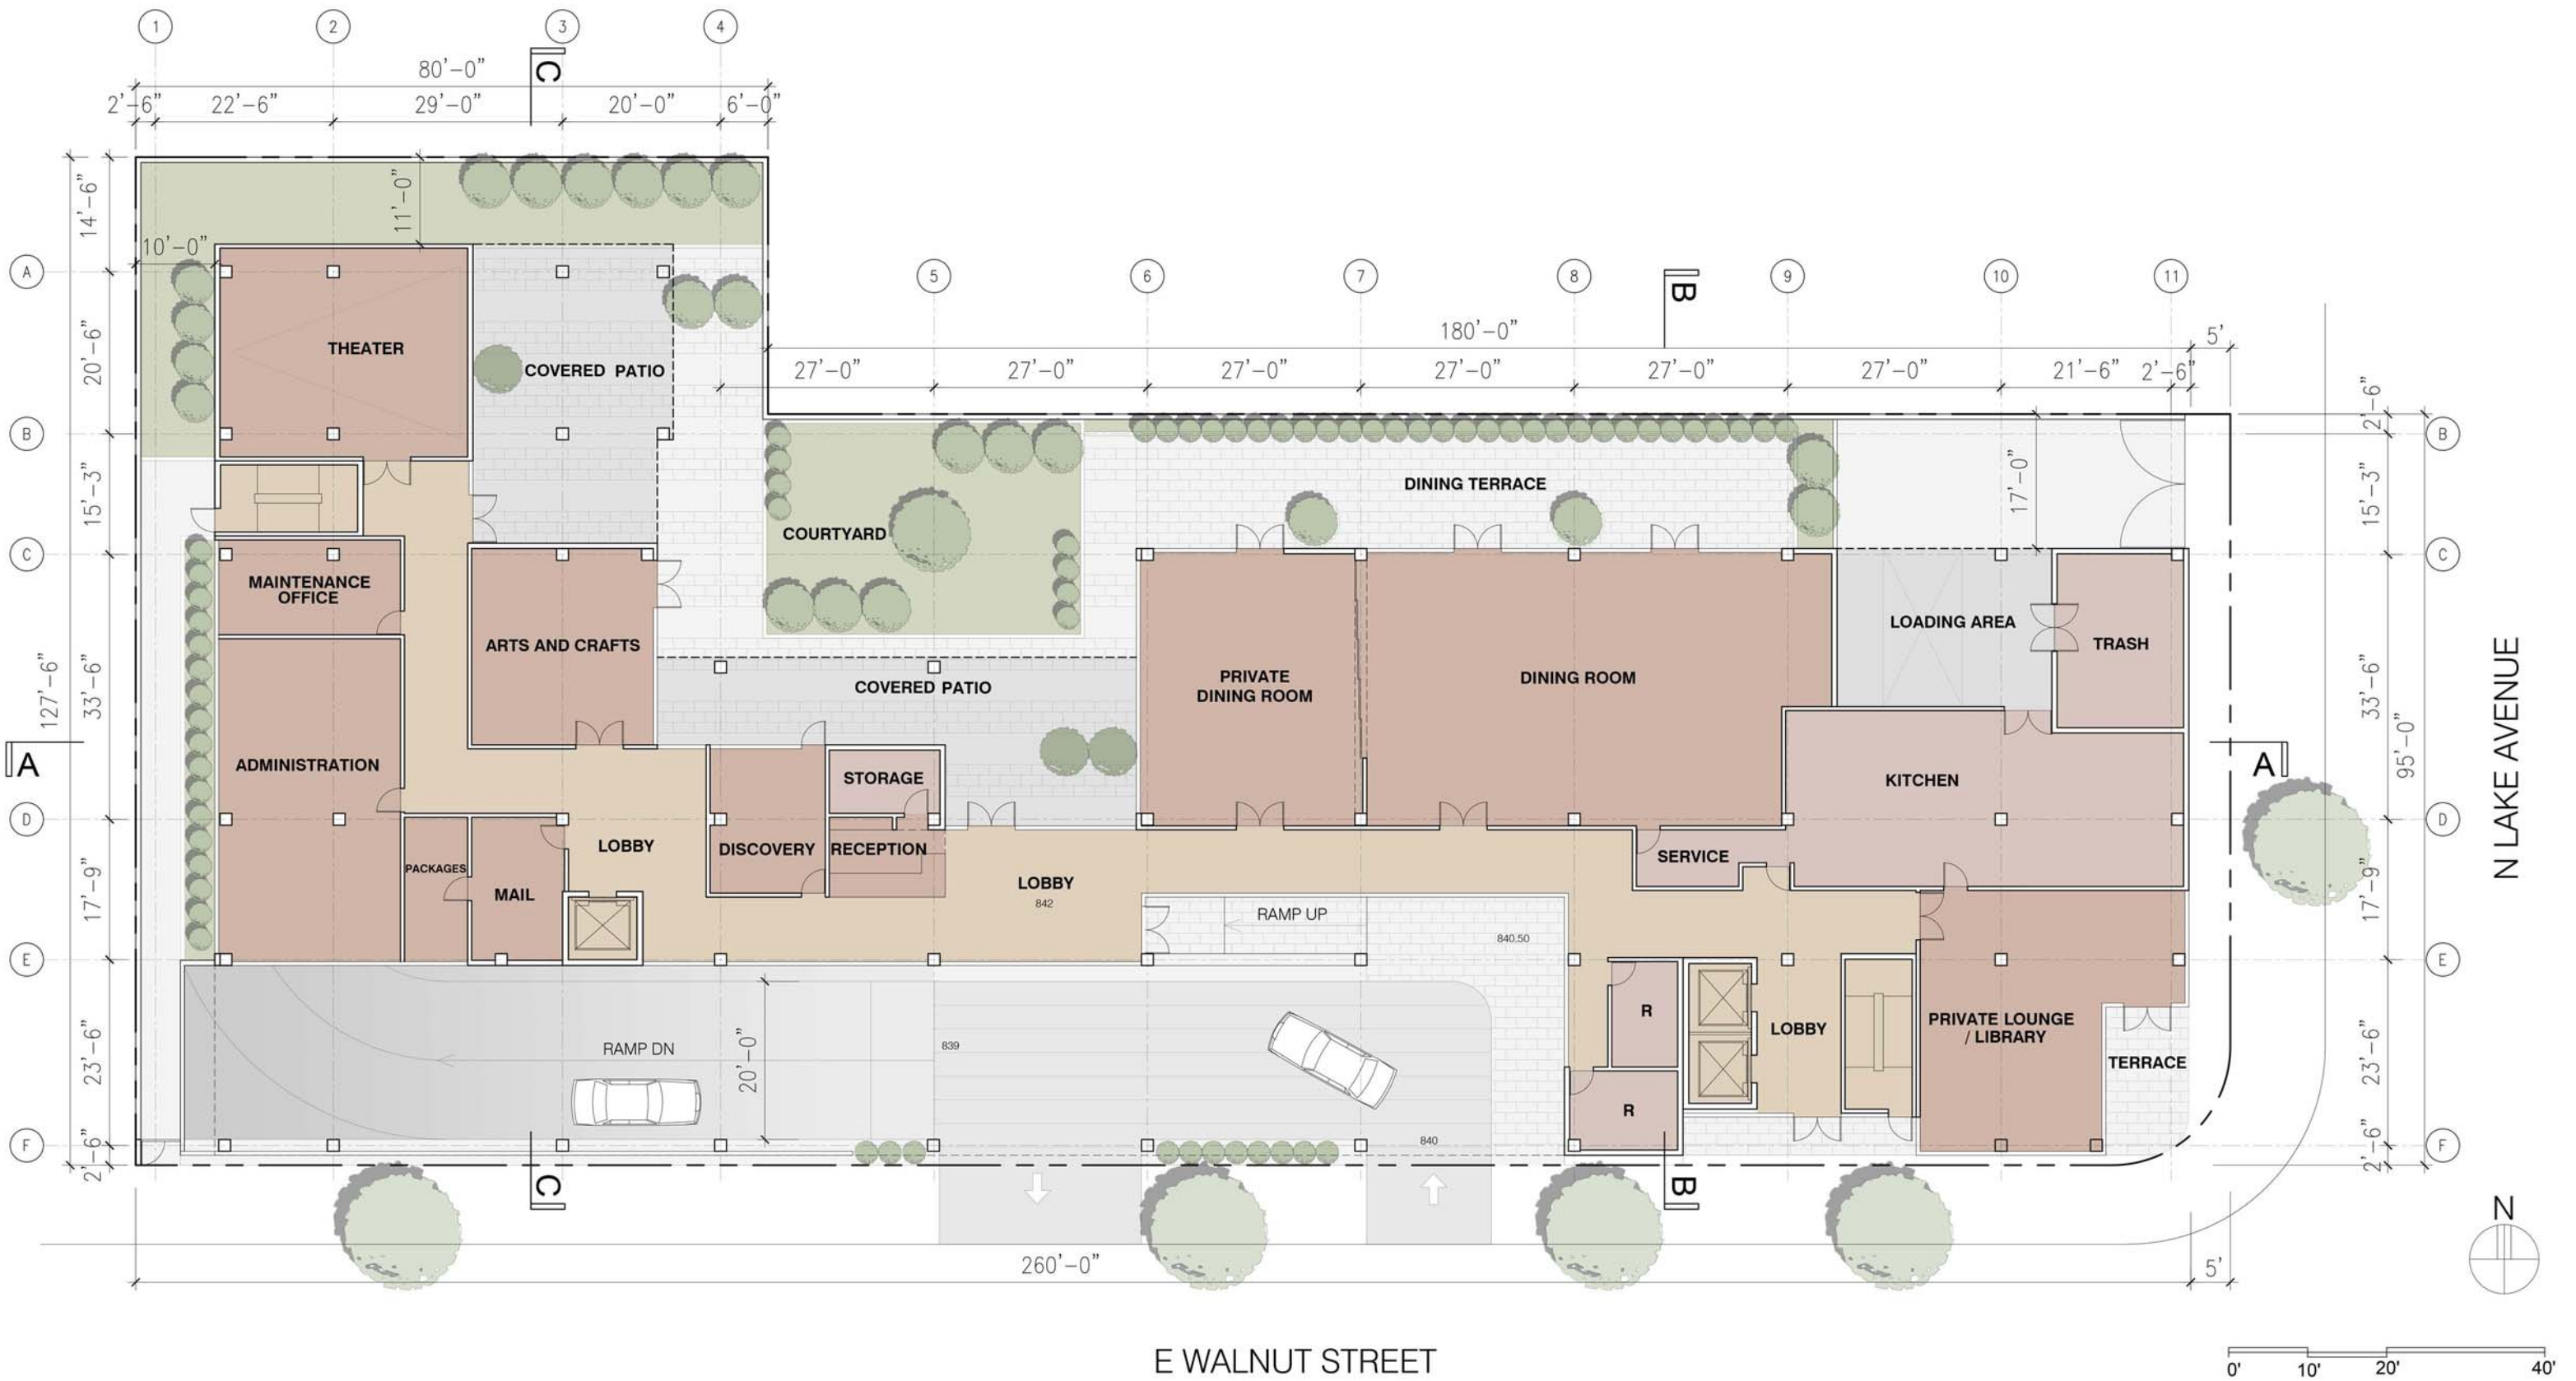 1 2 3 4
C
80'-0"
2'-6" 22'-6" 29'-0" 20'-0" 6'-0"
14'-6"
11'-0"
10'-0"
A
5 6 7 8 9 10 11
B
THEATER
20'-6"
COVERED PATIO
180'-0" 5'
27'-0" 27'-0" 27'-0" 27'-0" 27'-0" 27'-0" 21'-6" 2'-6"
2'-6"
B B
15'-3"
COURTYARD
DINING TERRACE
17'-0"
15'-3"
C C
MAINTENANCE
OFFICE
ARTS AND CRAFTS
LOADING AREA
TRASH
127'-6"
33'-6"
COVERED PATIO
PRIVATE
DINING ROOM
DINING ROOM
33'-6"
95'-0"
N LAKE AVENUE
A A
ADMINISTRATION
STORAGE
KITCHEN
D D
LOBBY
DISCOVERY
RECEPTION
SERVICE
PACKAGES
MAIL
17'-9"
LOBBY
842
RAMP UP
840.50
17'-9"
E E
23'-6"
RAMP DN
20'-0"
839
R
LOBBY
PRIVATE LOUNGE
/ LIBRARY
TERRACE
23'-6"
R
840
F F
2'-6" 2'-6"
C
B
N
260'-0" 5'
E WALNUT STREET
0' 10' 20' 40'